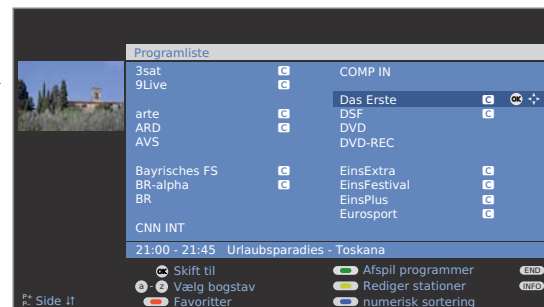 Programliste
3sat C
9Live C
arte C
ARD C
AVS
Bayrisches FS C
BR-alpha C
BR
CNN INT
COMP IN
Das Erste C OK
DSF C
DVD
DVD-REC
EinsExtra C
EinsFestival C
EinsPlus C
Eurosport C
21:00 - 21:45 Urlaubsparadies - Toskana
OK Skift til
a - z Vælg bogstav
Favoritter
Afspil programmer END
Rediger stationer INFO
numerisk sortering
P+ P- Side